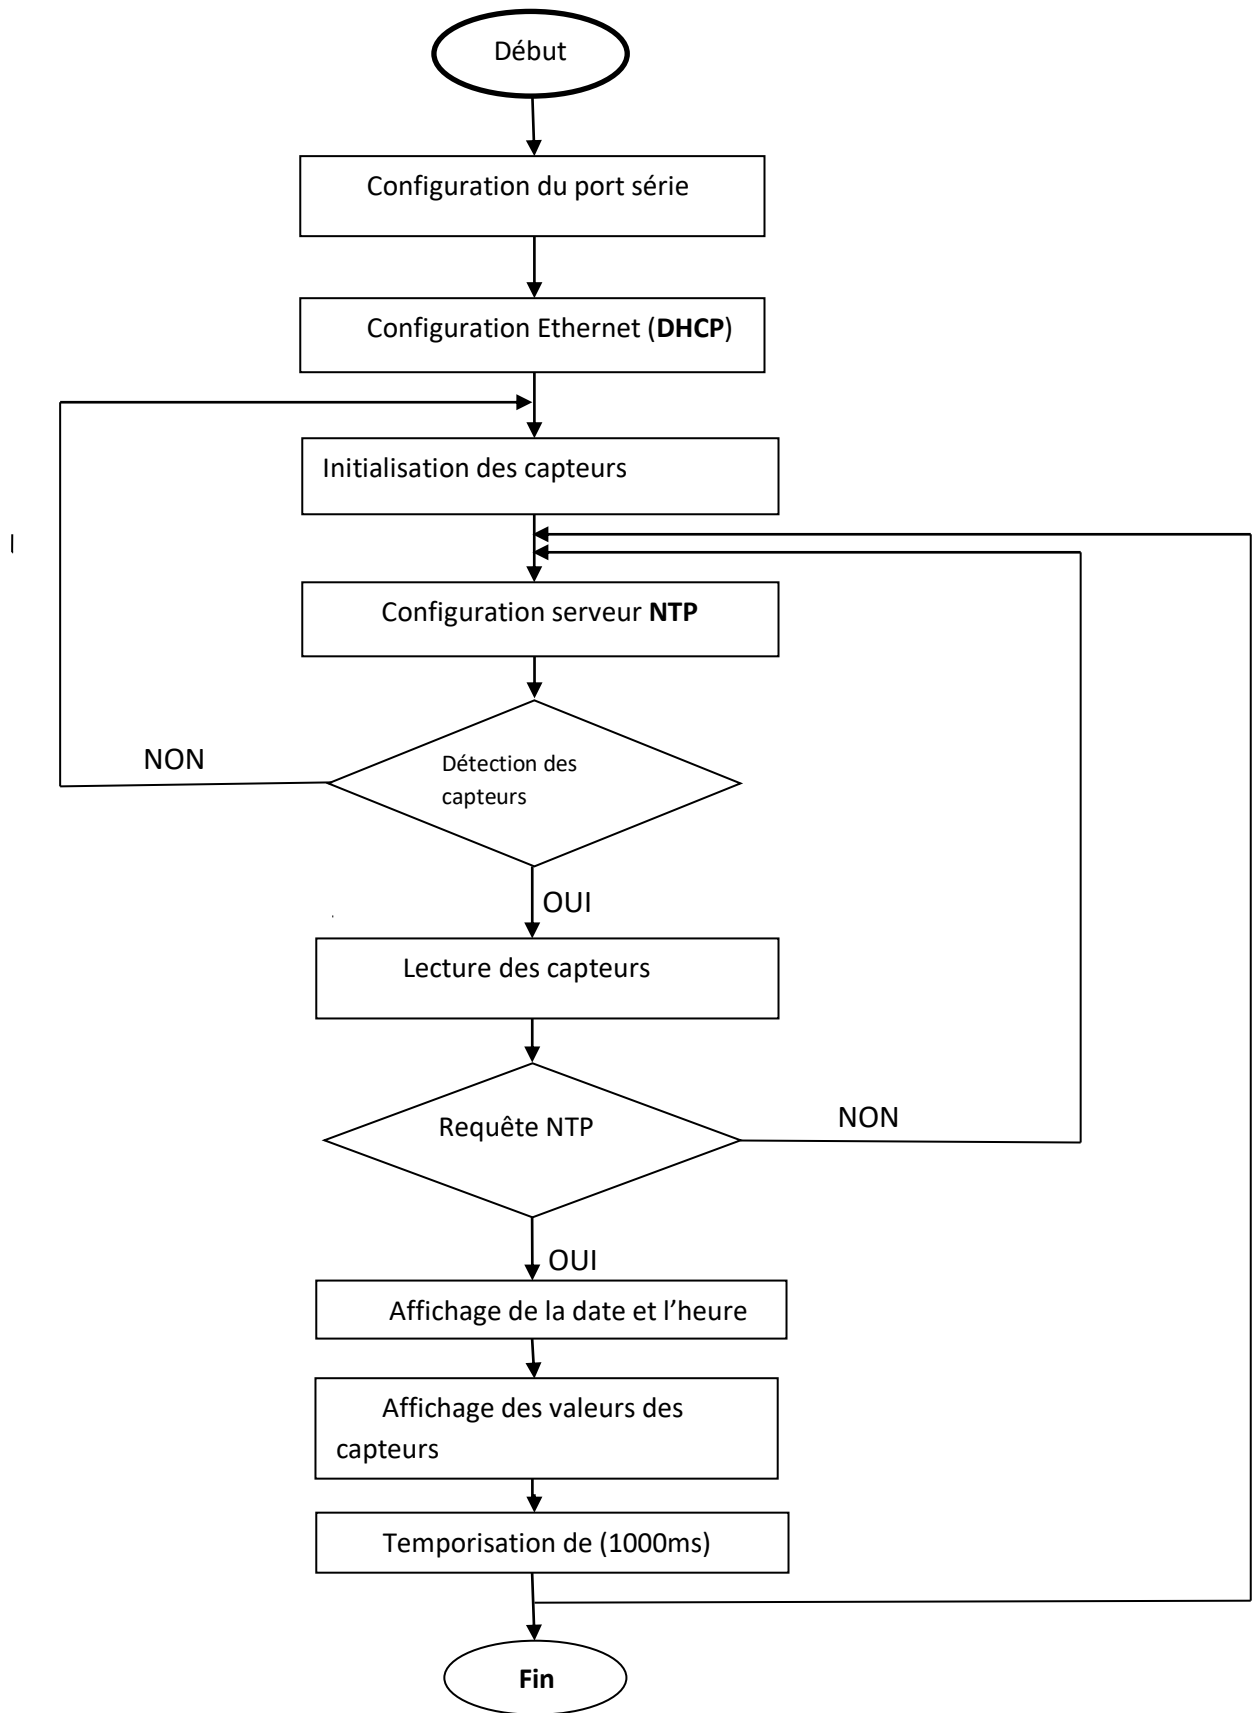 Début
Configuration du port série
Configuration Ethernet (DHCP)
Initialisation des capteurs
Configuration serveur NTP
NON
Détection des
capteurs
OUI
Lecture des capteurs
Requête NTP
NON
OUI
Affichage de la date et l’heure
Affichage des valeurs des
capteurs
Temporisation de (1000ms)
Fin